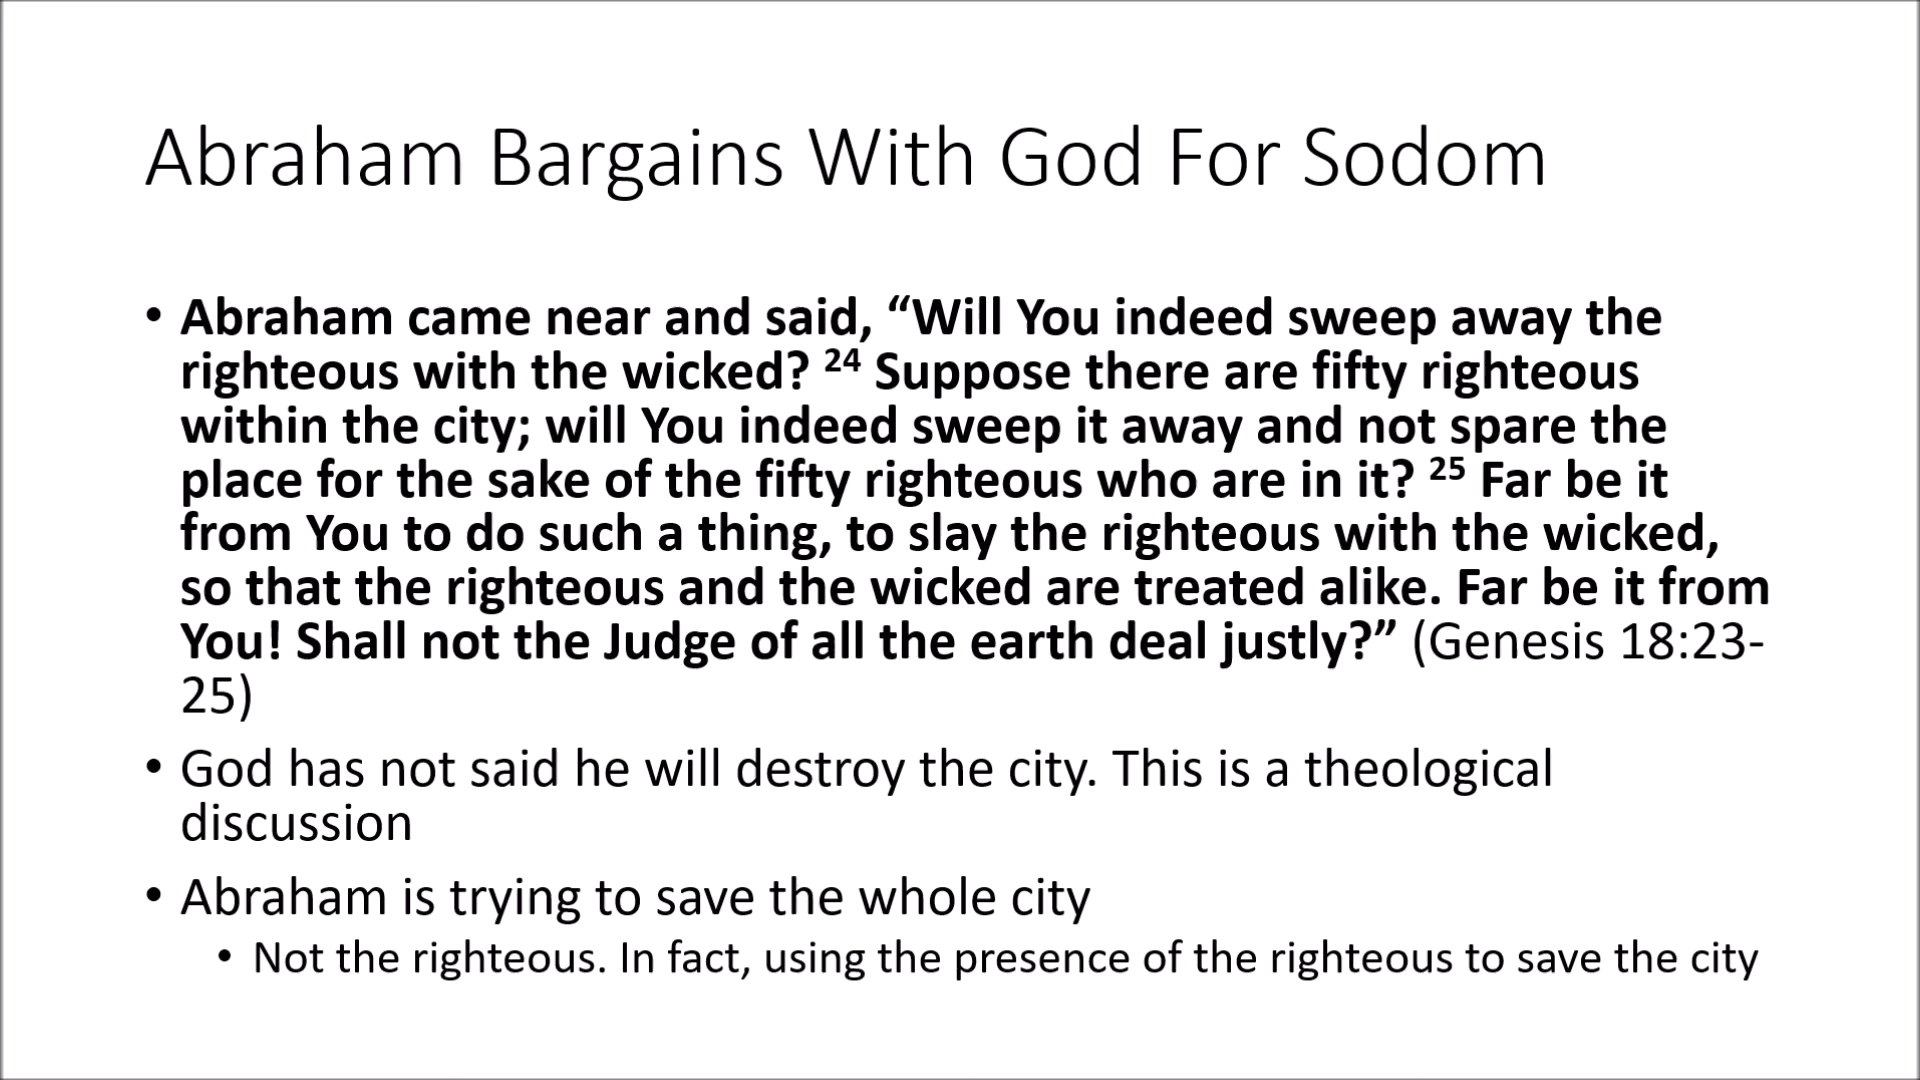 Abraham Bargains With God For Sodom
• Abraham came near and said, “Will You indeed sweep away the
righteous with the wicked? 24 Suppose there are fifty righteous
within the city; will You indeed sweep it away and not spare the
place for the sake of the fifty righteous who are in it? 25 Far be it
from You to do such a thing, to slay the righteous with the wicked,
so that the righteous and the wicked are treated alike. Far be it from
You! Shall not the Judge of all the earth deal justly?” (Genesis 18:23-
25)
• God has not said he will destroy the city. This is a theological
discussion
• Abraham is trying to save the whole city
• Not the righteous. In fact, using the presence of the righteous to save the city